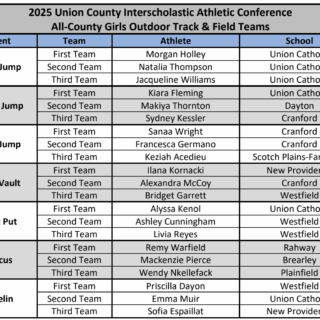 2025 Union County Interscholastic Athletic Conference
All-County Girls Outdoor Track & Field Teams
ent Team Athlete School
First Team Morgan Holley Union Catho
Jump Second Team Natalia Thompson Union Catho
Third Team Jacqueline Williams Union Catho
First Team Kiara Fleming Union Catho
Jump Second Team Makiya Thornton Dayton
Third Team Sydney Kessler Cranford
First Team Sanaa Wright Cranford
Jump Second Team Francesca Germano Cranford
Third Team Keziah Acedieu Scotch Plains-Fan
First Team Ilana Kornacki New Providen
Vault Second Team Alexandra McCoy Cranford
Third Team Bridget Garrett Westfield
First Team Alyssa Kenol Union Catho
t Put Second Team Ashley Cunningham Westfield
Third Team Livia Reyes Westfield
First Team Remy Warfield Rahway
cus Second Team Mackenzie Pierce Brearley
Third Team Wendy Nkellefack Plainfield
First Team Priscilla Dayon Westfield
elin Second Team Emma Muir Union Catho
Third Team Sofia Espaillat New Providen